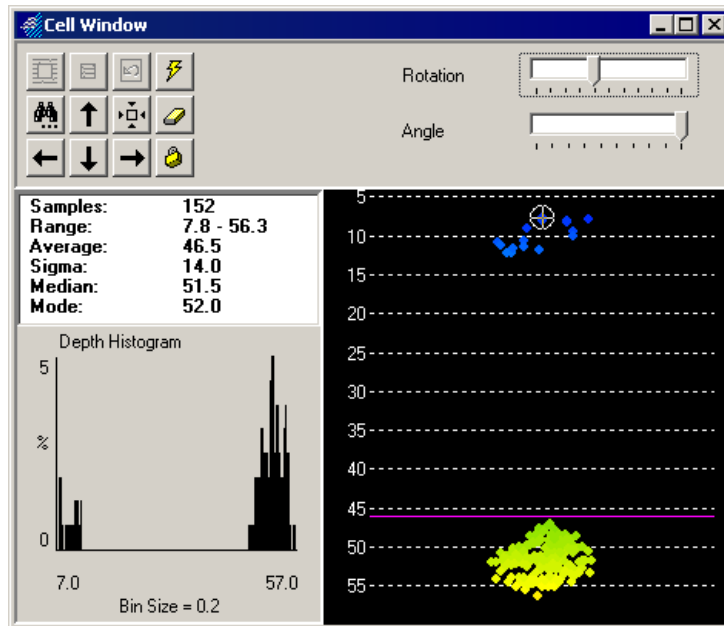 Cell Window
Rotation
Angle
Samples: 152
Range: 7.8 - 56.3
Average: 46.5
Sigma: 14.0
Median: 51.5
Mode: 52.0
Depth Histogram
5
%
0
7.0 57.0
Bin Size = 0.2
5
10
15
20
25
30
35
40
45
50
55